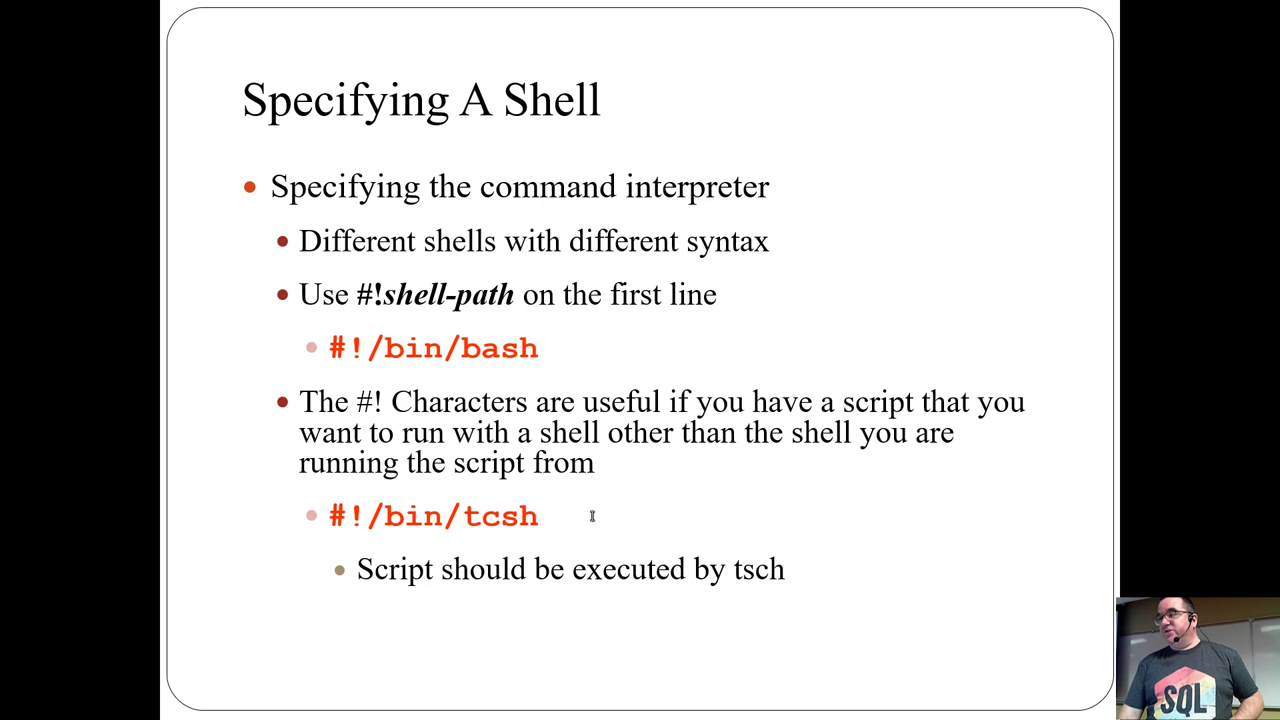 Specifying A Shell
Specifying the command interpreter
Different shells with different syntax
Use #!shell-path on the first line
#!/bin/bash
The #! Characters are useful if you have a script that you
want to run with a shell other than the shell you are
running the script from
#!/bin/tcsh
Script should be executed by tsch
SQL